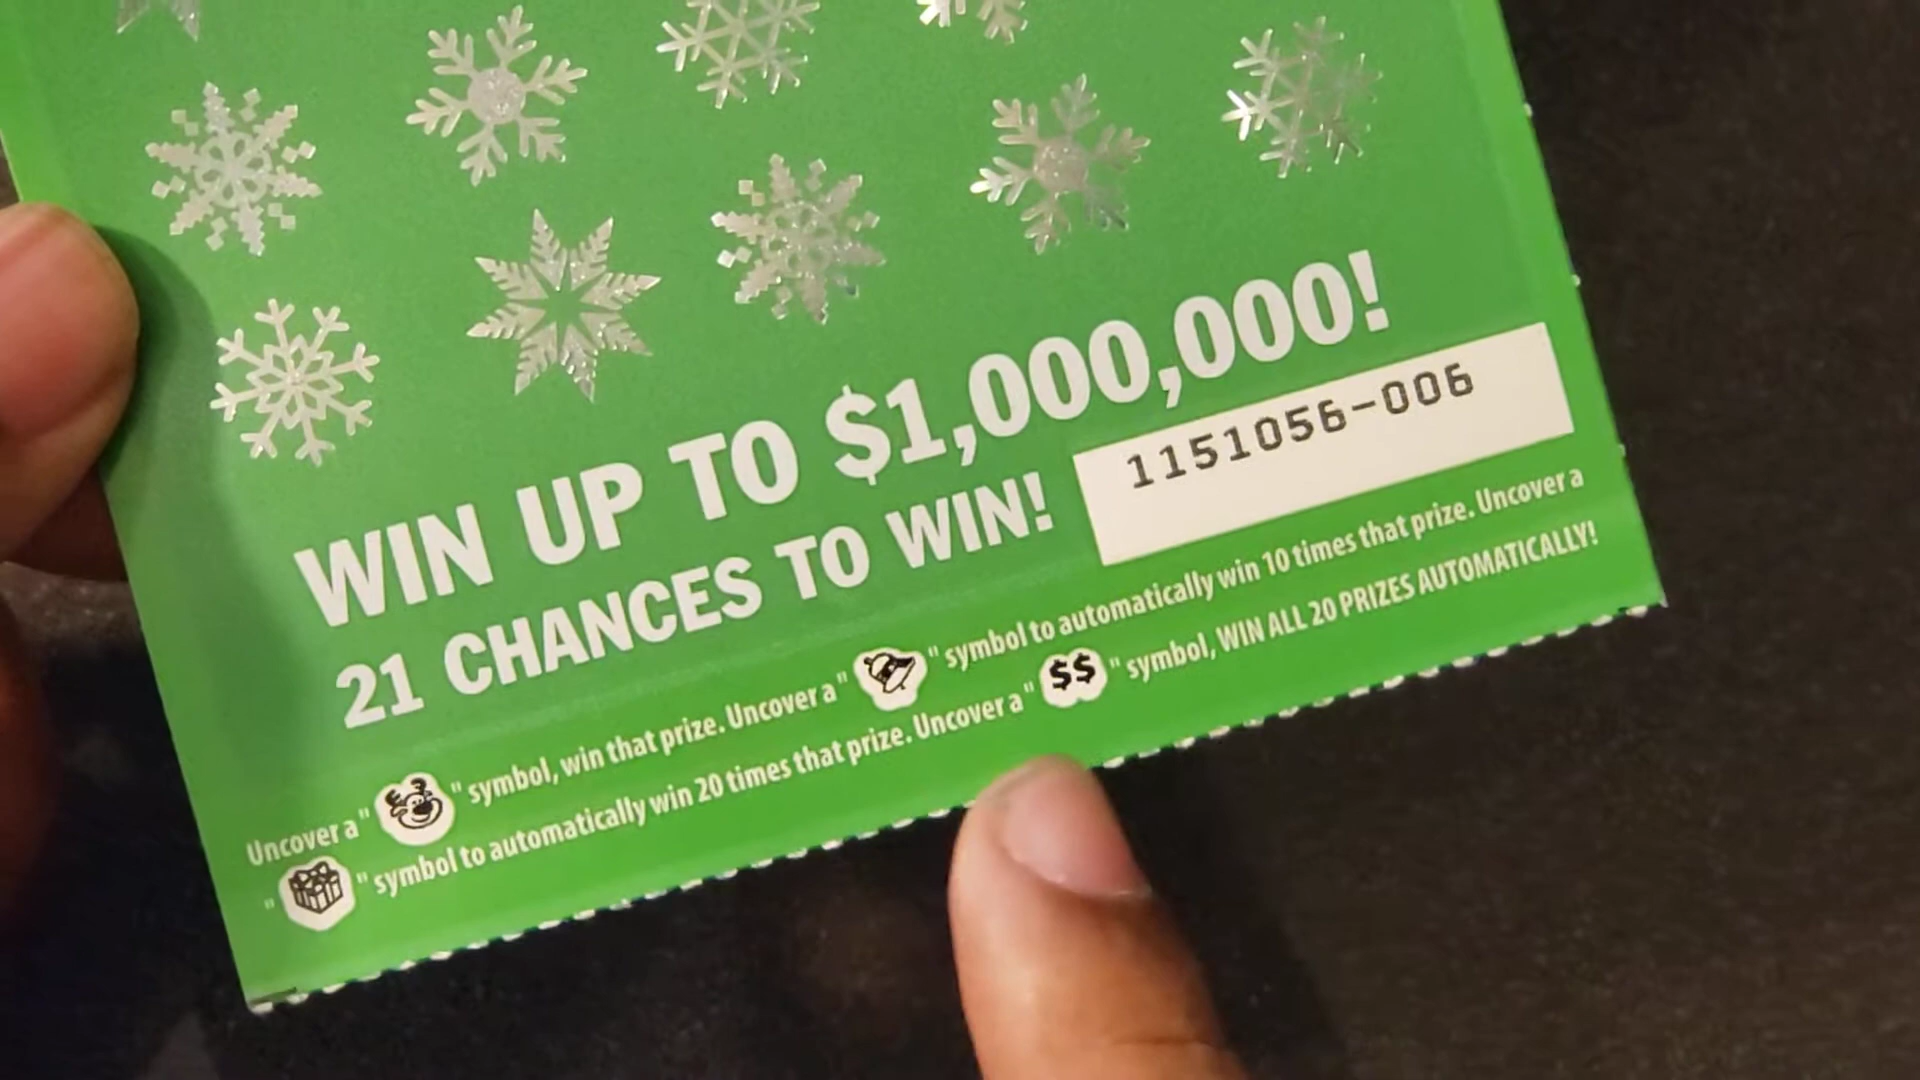 WIN UP TO $1,000,000!
21 CHANCES TO WIN!
1151056-006
Uncover a " " symbol, win that prize. Uncover a " " symbol to automatically win 10 times that prize. Uncover a
" " symbol to automatically win 20 times that prize. Uncover a " $$ " symbol, WIN ALL 20 PRIZES AUTOMATICALLY!